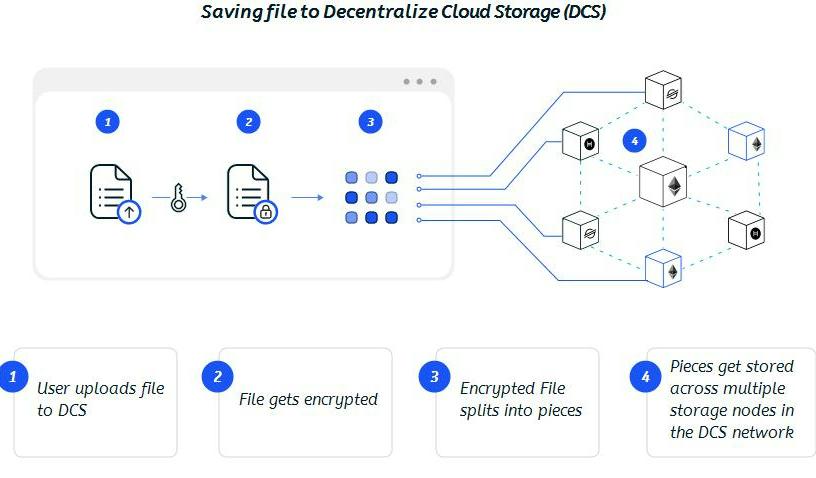 Saving file to Decentralize Cloud Storage (DCS)
1
2
3
4
1
User uploads file
to DCS
2
File gets encrypted
3
Encrypted File
splits into pieces
4
Pieces get stored
across multiple
storage nodes in
the DCS network